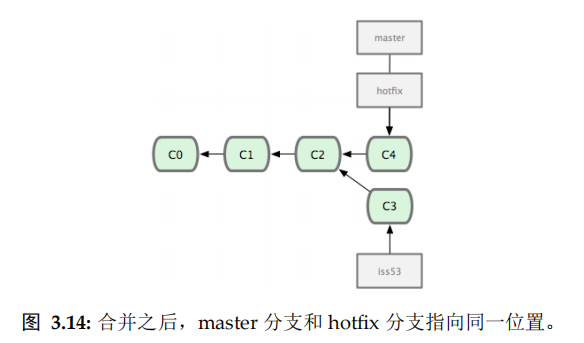 master
hotfix
C0
C1
C2
C4
C3
iss53
图 3.14: 合并之后，master 分支和 hotfix 分支指向同一位置。